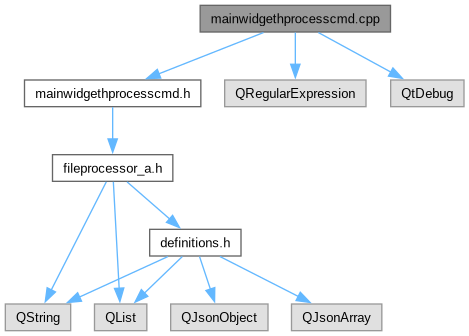 mainwidgethprocesscmd.cpp
mainwidgethprocesscmd.h
QRegularExpression
QtDebug
fileprocessor_a.h
definitions.h
QString
QList
QJsonObject
QJsonArray